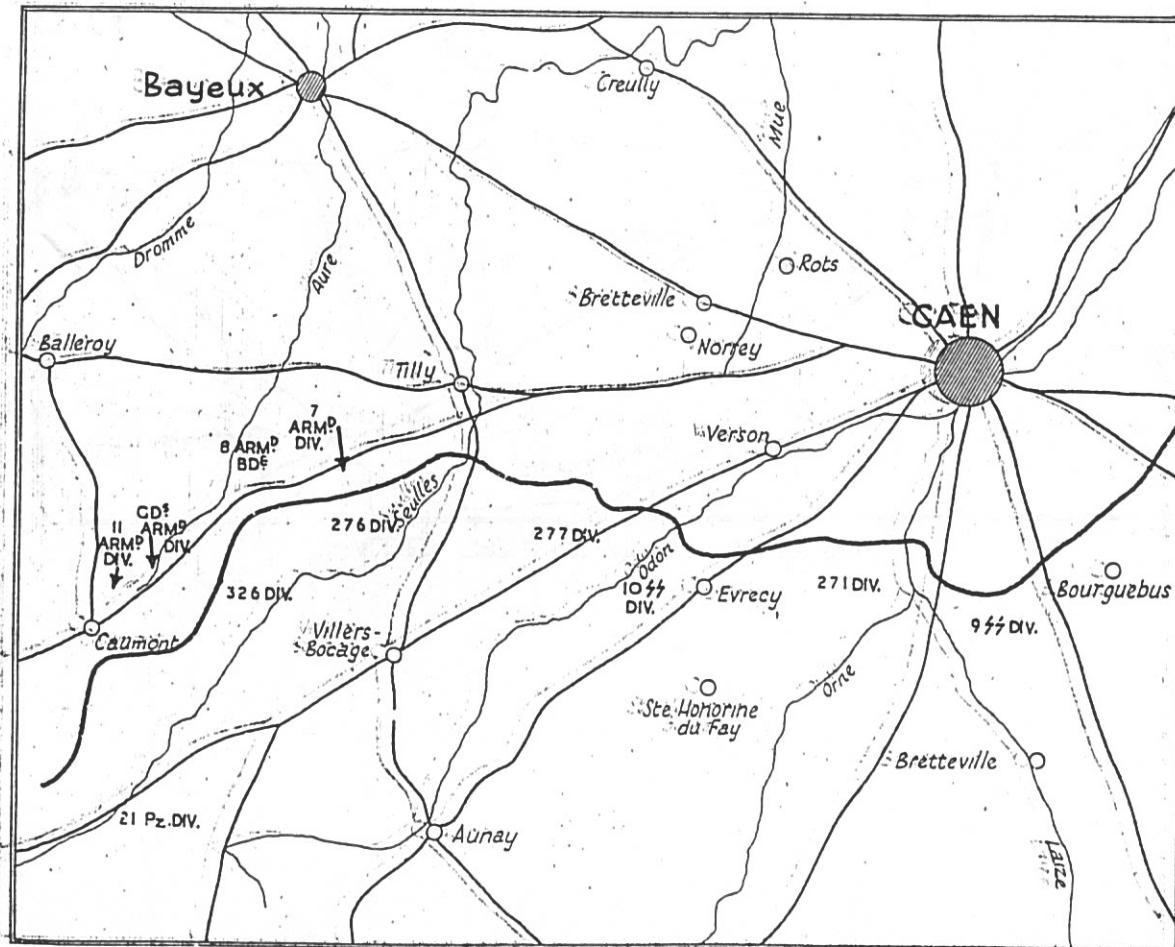 Bayeux
Creully
Mue
Dromme
Aure
Rots
Bretteville
CAEN
Norrey
Balleroy
Tilly
7
ARMᴰ
DIV.
8 ARMᴰ
BDᴱ
Verson
GDˢ
ARMᴰ
DIV.
11
ARMᴰ
DIV.
276 DIV.
Seulles
277 DIV.
Odon
10 ᛋᛋ
DIV.
Evrecy
271 DIV.
Bourguebus
326 DIV.
9 ᛋᛋ DIV.
Caumont
Villers-
Bocage
Orne
Ste. Honorine
du Fay
Bretteville
21 Pz. DIV.
Aunay
Laize